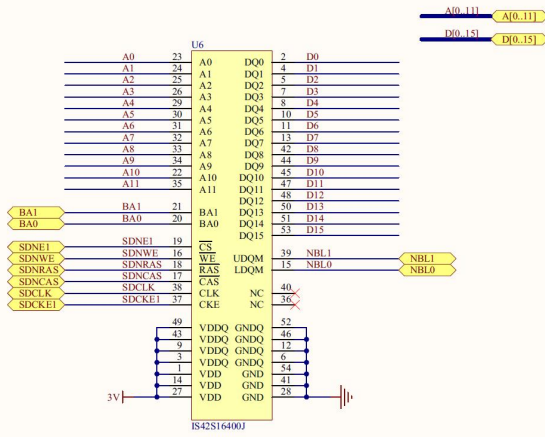 A[0..11] A[0..11]
D[0..15] D[0..15]
U6
A0 23 A0 DQ0 2 D0
A1 24 A1 DQ1 4 D1
A2 25 A2 DQ2 5 D2
A3 26 A3 DQ3 7 D3
A4 29 A4 DQ4 8 D4
A5 30 A5 DQ5 10 D5
A6 31 A6 DQ6 11 D6
A7 32 A7 DQ7 13 D7
A8 33 A8 DQ8 42 D8
A9 34 A9 DQ9 44 D9
A10 22 A10 DQ10 45 D10
A11 35 A11 DQ11 47 D11
DQ12 48 D12
BA1 BA1 21 BA1 DQ13 50 D13
BA0 BA0 20 BA0 DQ14 51 D14
DQ15 53 D15
SDNE1 SDNE1 19 CS
SDNWE SDNWE 16 WE UDQM 39 NBL1 NBL1
SDNRAS SDNRAS 18 RAS LDQM 15 NBL0 NBL0
SDNCAS SDNCAS 17 CAS
SDCLK SDCLK 38 CLK NC 40
SDCKE1 SDCKE1 37 CKE NC 36
49 VDDQ GNDQ 52
43 VDDQ GNDQ 46
9 VDDQ GNDQ 12
3 VDDQ GNDQ 6
1 VDD GND 54
14 VDD GND 41
3V 27 VDD GND 28
IS42S16400J